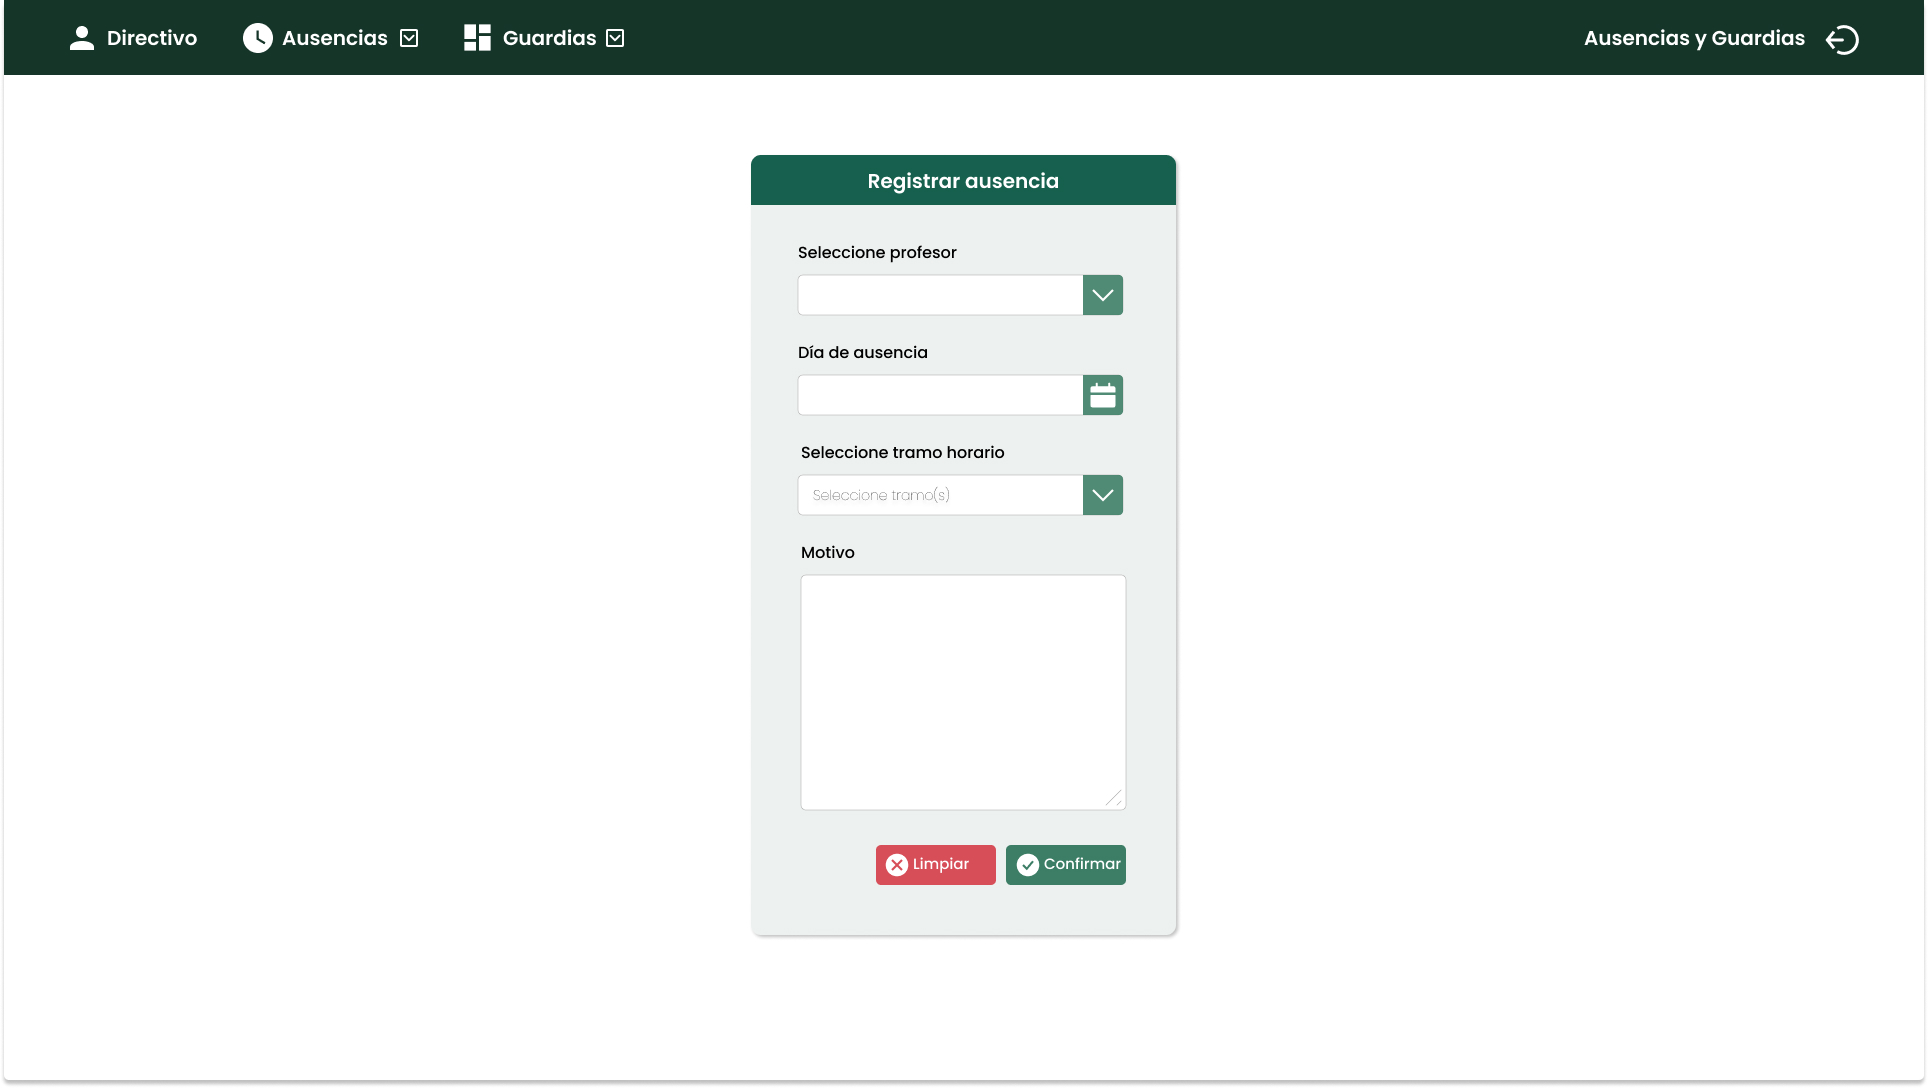 Directivo Ausencias Guardias Ausencias y Guardias
Registrar ausencia
Seleccione profesor
Día de ausencia
Seleccione tramo horario
Seleccione tramo(s)
Motivo
Limpiar Confirmar